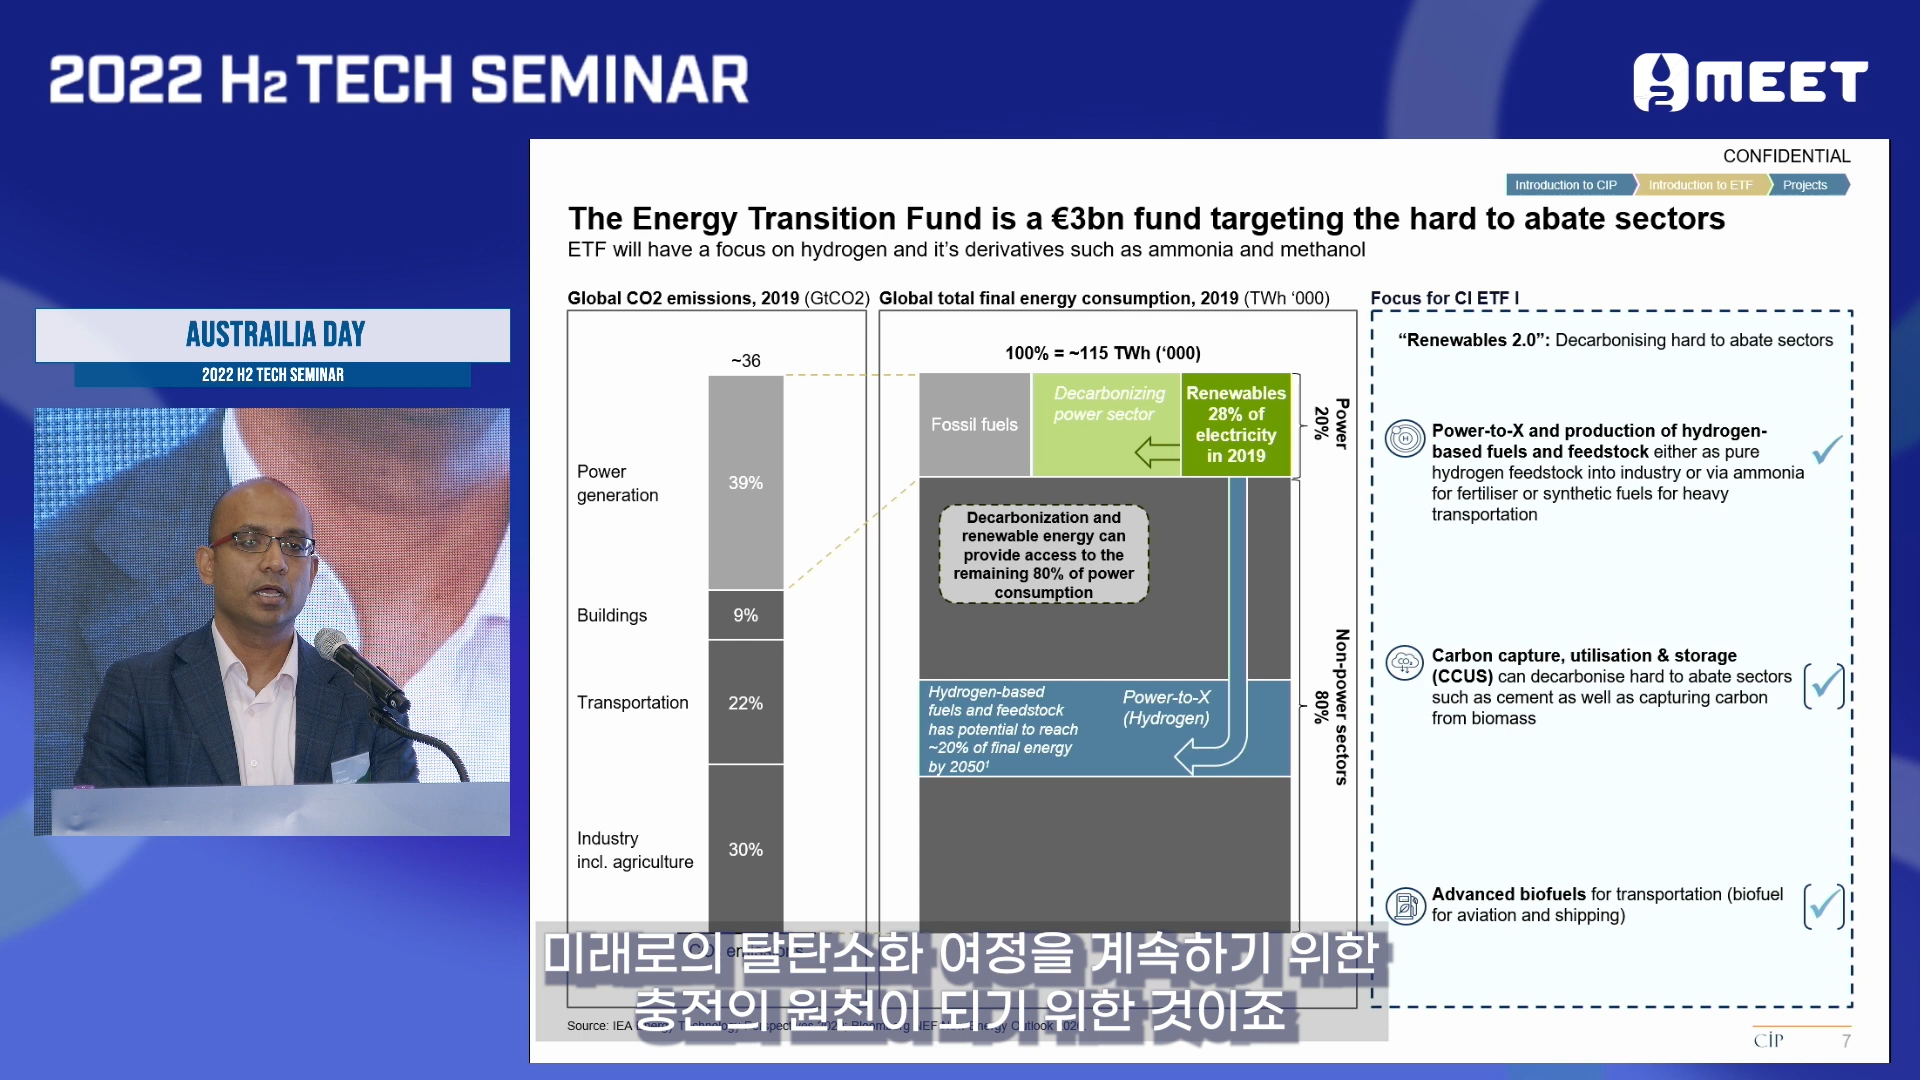 2022 H2 TECH SEMINAR
MEET
AUSTRAILIA DAY
2022 H2 TECH SEMINAR
CONFIDENTIAL
Introduction to CIP
Introduction to ETF
Projects
The Energy Transition Fund is a €3bn fund targeting the hard to abate sectors
ETF will have a focus on hydrogen and it's derivatives such as ammonia and methanol
Global CO2 emissions, 2019 (GtCO2)
~36
Power
generation
39%
Buildings
9%
Transportation
22%
Industry
incl. agriculture
30%
Global total final energy consumption, 2019 (TWh '000)
100% = ~115 TWh ('000)
Fossil fuels
Decarbonizing
power sector
Renewables
28% of
electricity
in 2019
Power
20%
Decarbonization and
renewable energy can
provide access to the
remaining 80% of power
consumption
Hydrogen-based
fuels and feedstock
has potential to reach
~20% of final energy
by 2050¹
Power-to-X
(Hydrogen)
Non-power sectors
80%
Focus for CI ETF I
“Renewables 2.0”: Decarbonising hard to abate sectors
Power-to-X and production of hydrogen-
based fuels and feedstock either as pure
hydrogen feedstock into industry or via ammonia
for fertiliser or synthetic fuels for heavy
transportation
Carbon capture, utilisation & storage
(CCUS) can decarbonise hard to abate sectors
such as cement as well as capturing carbon
from biomass
Advanced biofuels for transportation (biofuel
for aviation and shipping)
미래로의 탈탄소화 여정을 계속하기 위한
충전의 원천이 되기 위한 것이죠
Source: IEA Energy Technology Perspectives
CIP
7